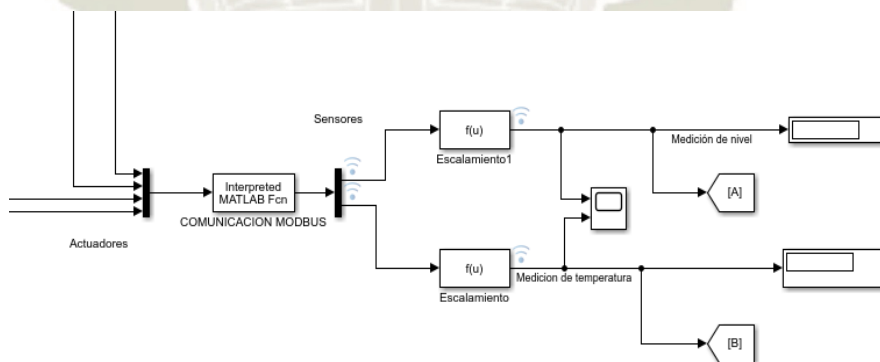 Sensores
f(u)
Escalamiento1
Medición de nivel
Interpreted
MATLAB Fcn
COMUNICACION MODBUS
[A]
Actuadores
f(u)
Escalamiento
Medicion de temperatura
[B]